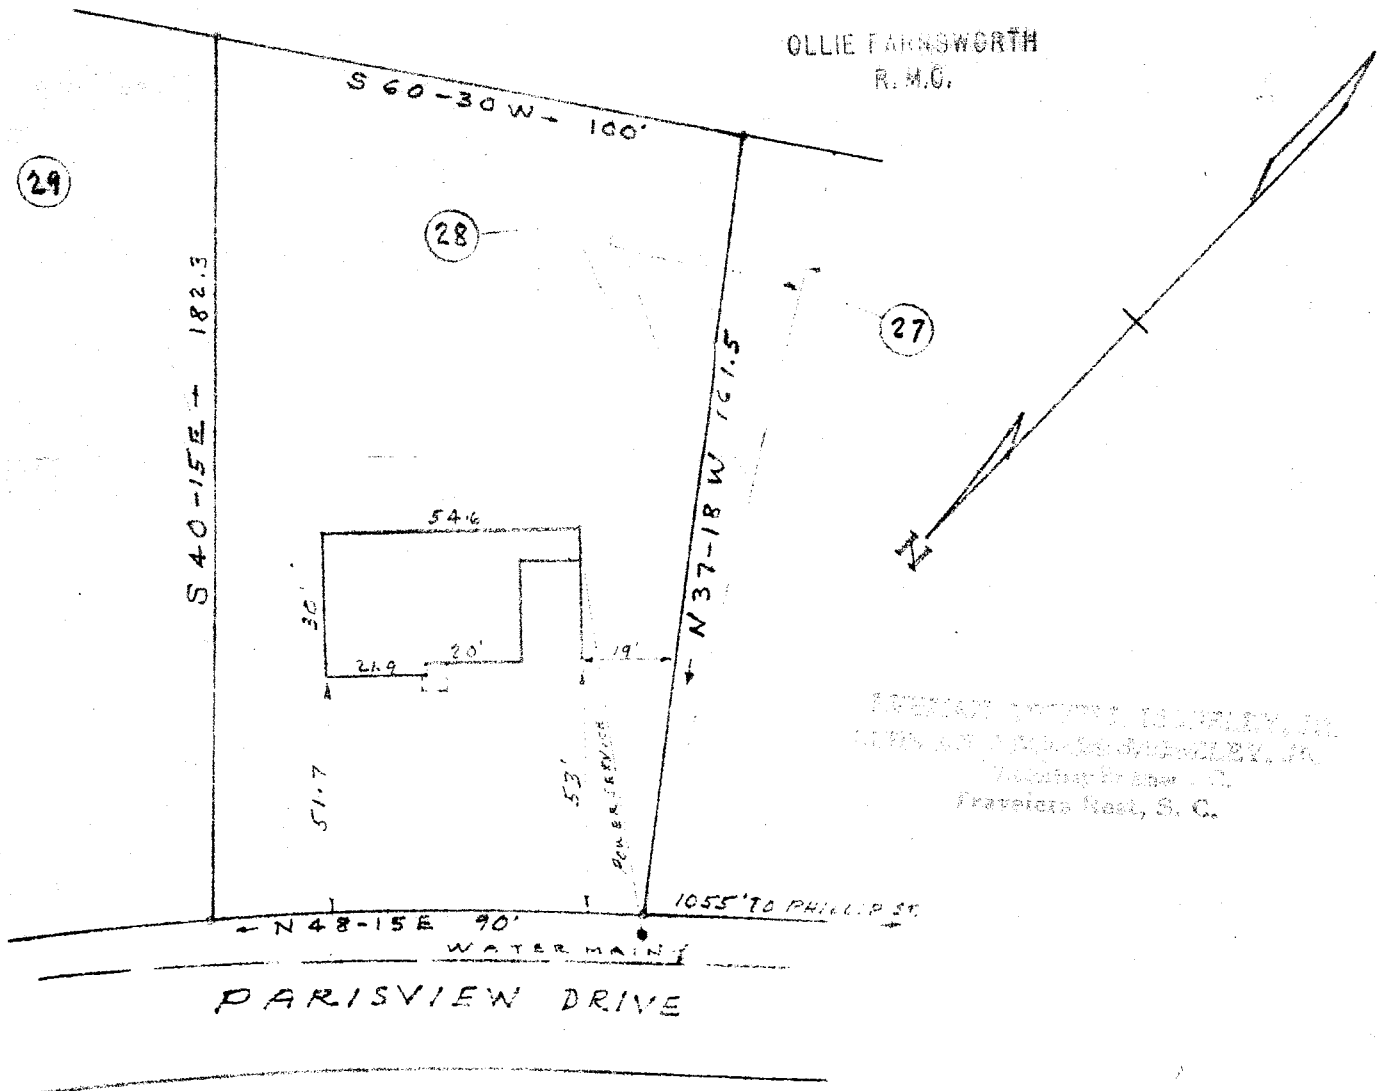 OLLIE FARNSWORTH
R.M.C.
S 60-30 W - 100'
29
28
27
S 40-15 E - 182.3
N 37-18 W 161.5
54.6
30'
21.9
20'
19'
51.7
53'
POWER SERVICE
N
Travelers Rest, S. C.
1055' TO PHILLIP ST.
N 48-15 E 90'
WATER MAIN
PARISVIEW DRIVE